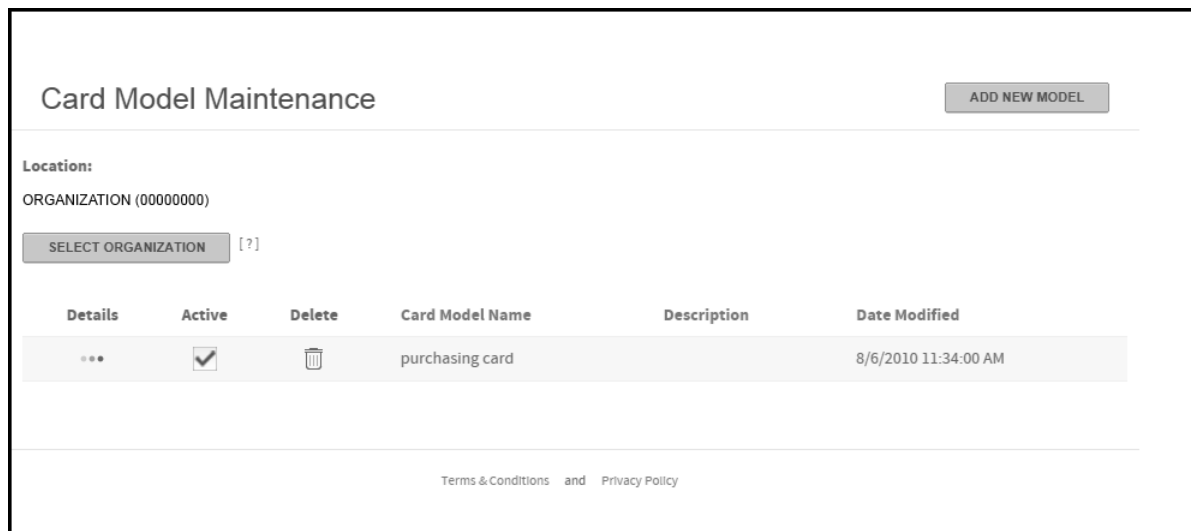 Card Model Maintenance
ADD NEW MODEL
Location:
ORGANIZATION (00000000)
SELECT ORGANIZATION [?]
Details Active Delete Card Model Name Description Date Modified
purchasing card 8/6/2010 11:34:00 AM
Terms & Conditions and Privacy Policy